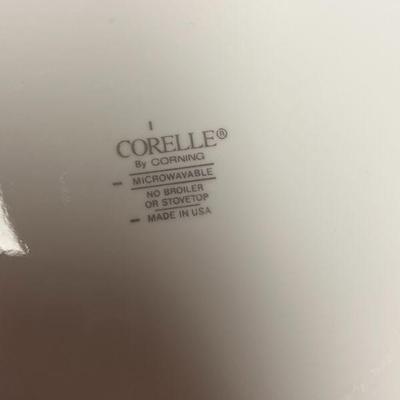 CORELLE®
By CORNING
MICROWAVABLE
NO BROILER
OR STOVETOP
MADE IN USA